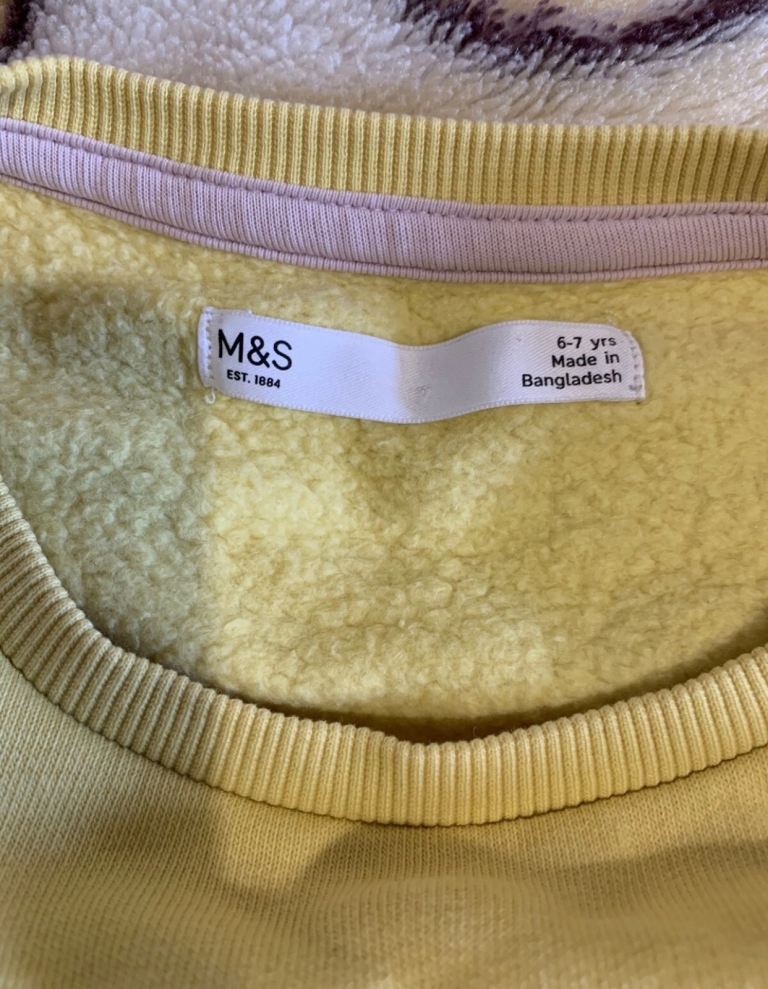 M&S
EST. 1884
6-7 yrs
Made in
Bangladesh